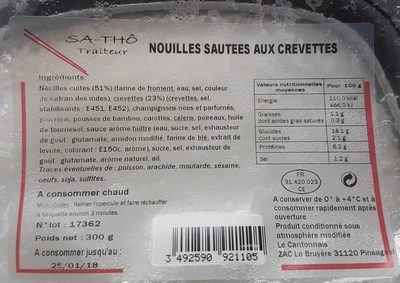 SA-THÔ
Traiteur
NOUILLES SAUTEES AUX CREVETTES
Ingrédients:
Nouilles cuites (51%) (farine de froment, eau, sel, couleur
de safran des indes), crevettes (23%) (crevettes, sel,
stabilisants : E451, E452), champignons noirs et parfumés,
poivrons, pousses de bambou, carottes, céleris, poireaux, huile
de tournesol, sauce arôme huître (eau, sucre, sel, exhausteur
de goût : glutamate, amidon modifié, farine de blé, extrait de
levure, colorant : E150c, arôme), sucre, sel, exhausteur de
goût : glutamate, arôme naturel, ail.
Traces éventuelles de : poisson, arachide, moutarde, sésame,
oeufs, soja, sulfites.
A consommer chaud
Micro-Ondes : Retirer l'opercule et faire réchauffer
la barquette environ 3 minutes
N°lot : 17362
Poids net : 300 g
A consommer jusqu'au :
25/01/18
Valeurs nutritionnelles moyennes Pour 100 g
Energie 110.0 kcal
466.0 kJ
Graisses 1.1 g
dont acides gras saturés 0.3 g
Glucides 18.1 g
dont sucres 2.1 g
Protéines 6.2 g
Sel 1.2 g
FR
31.420.023
CE
A conserver de 0° à +4°C et à
consommer rapidement après
ouverture
Produit conditionné sous
atmosphère modifiée
Le Cantonnais
ZAC La Bruyère 31120 Pinsaguel
3 492590 921105